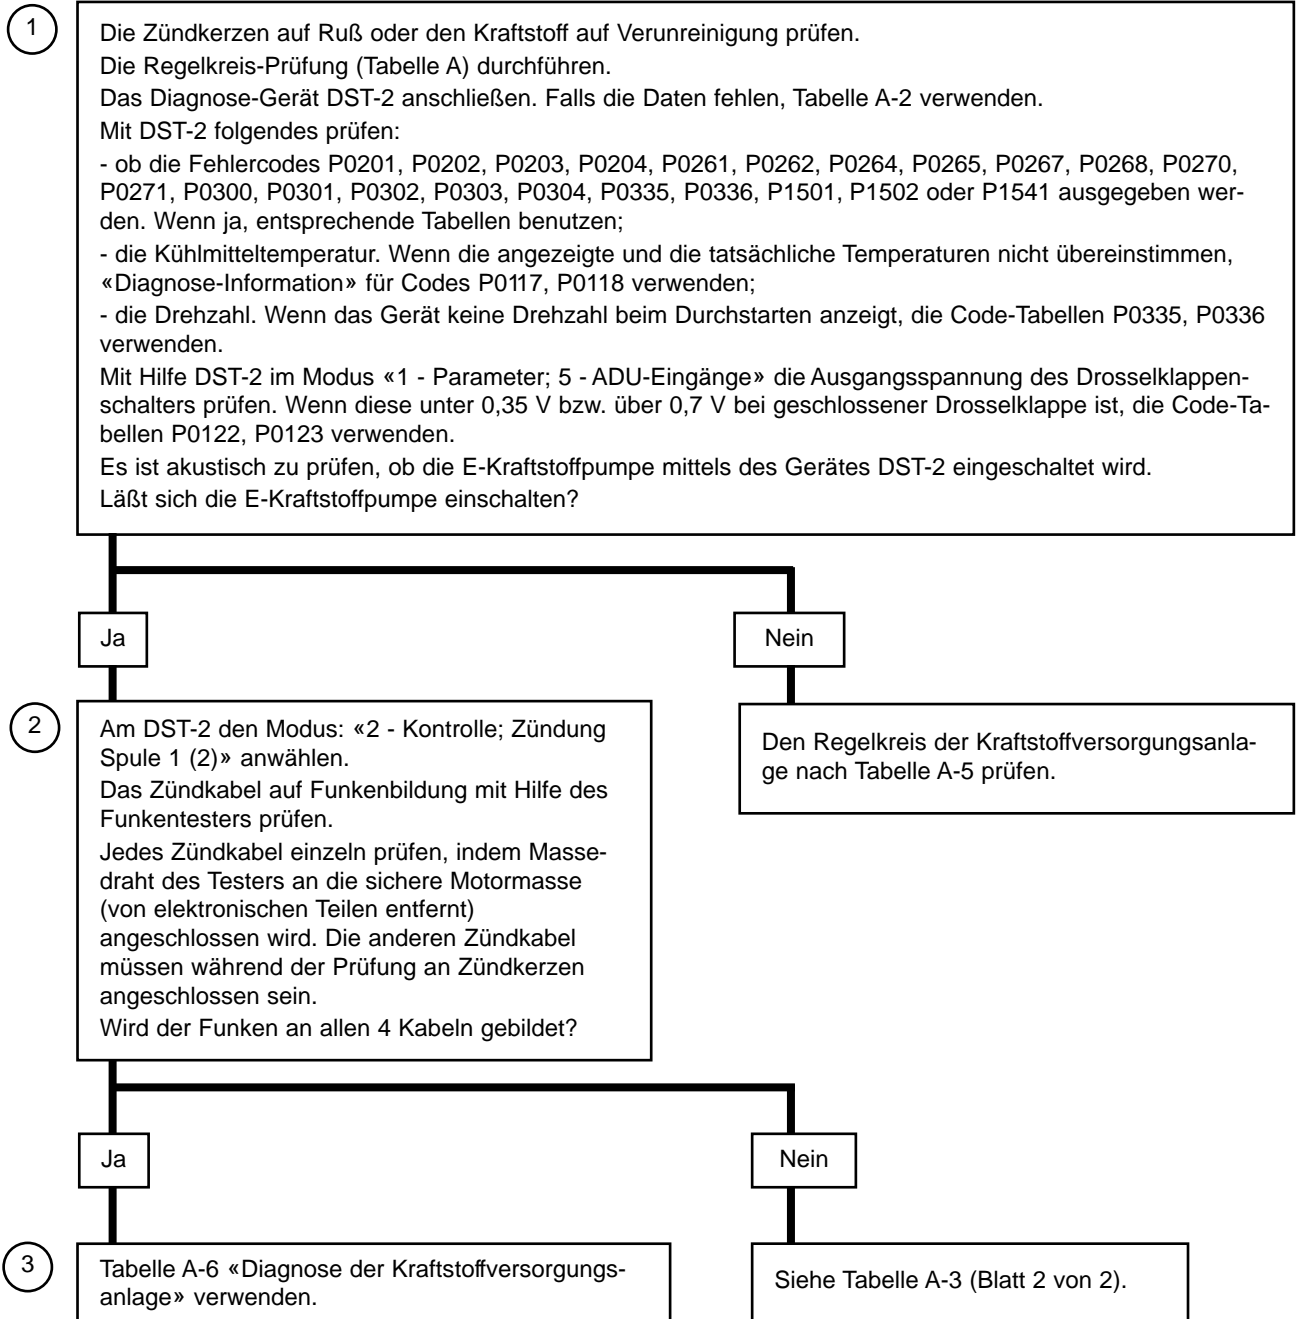 1
Die Zündkerzen auf Ruß oder den Kraftstoff auf Verunreinigung prüfen.
Die Regelkreis-Prüfung (Tabelle A) durchführen.
Das Diagnose-Gerät DST-2 anschließen. Falls die Daten fehlen, Tabelle A-2 verwenden.
Mit DST-2 folgendes prüfen:
- ob die Fehlercodes P0201, P0202, P0203, P0204, P0261, P0262, P0264, P0265, P0267, P0268, P0270,
P0271, P0300, P0301, P0302, P0303, P0304, P0335, P0336, P1501, P1502 oder P1541 ausgegeben wer-
den. Wenn ja, entsprechende Tabellen benutzen;
- die Kühlmitteltemperatur. Wenn die angezeigte und die tatsächliche Temperaturen nicht übereinstimmen,
«Diagnose-Information» für Codes P0117, P0118 verwenden;
- die Drehzahl. Wenn das Gerät keine Drehzahl beim Durchstarten anzeigt, die Code-Tabellen P0335, P0336
verwenden.
Mit Hilfe DST-2 im Modus «1 - Parameter; 5 - ADU-Eingänge» die Ausgangsspannung des Drosselklappen-
schalters prüfen. Wenn diese unter 0,35 V bzw. über 0,7 V bei geschlossener Drosselklappe ist, die Code-Ta-
bellen P0122, P0123 verwenden.
Es ist akustisch zu prüfen, ob die E-Kraftstoffpumpe mittels des Gerätes DST-2 eingeschaltet wird.
Läßt sich die E-Kraftstoffpumpe einschalten?
Ja
Nein
2
Am DST-2 den Modus: «2 - Kontrolle; Zündung
Spule 1 (2)» anwählen.
Das Zündkabel auf Funkenbildung mit Hilfe des
Funkentesters prüfen.
Jedes Zündkabel einzeln prüfen, indem Masse-
draht des Testers an die sichere Motormasse
(von elektronischen Teilen entfernt)
angeschlossen wird. Die anderen Zündkabel
müssen während der Prüfung an Zündkerzen
angeschlossen sein.
Wird der Funken an allen 4 Kabeln gebildet?
Den Regelkreis der Kraftstoffversorgungsanla-
ge nach Tabelle A-5 prüfen.
Ja
Nein
3
Tabelle A-6 «Diagnose der Kraftstoffversorgungs-
anlage» verwenden.
Siehe Tabelle A-3 (Blatt 2 von 2).